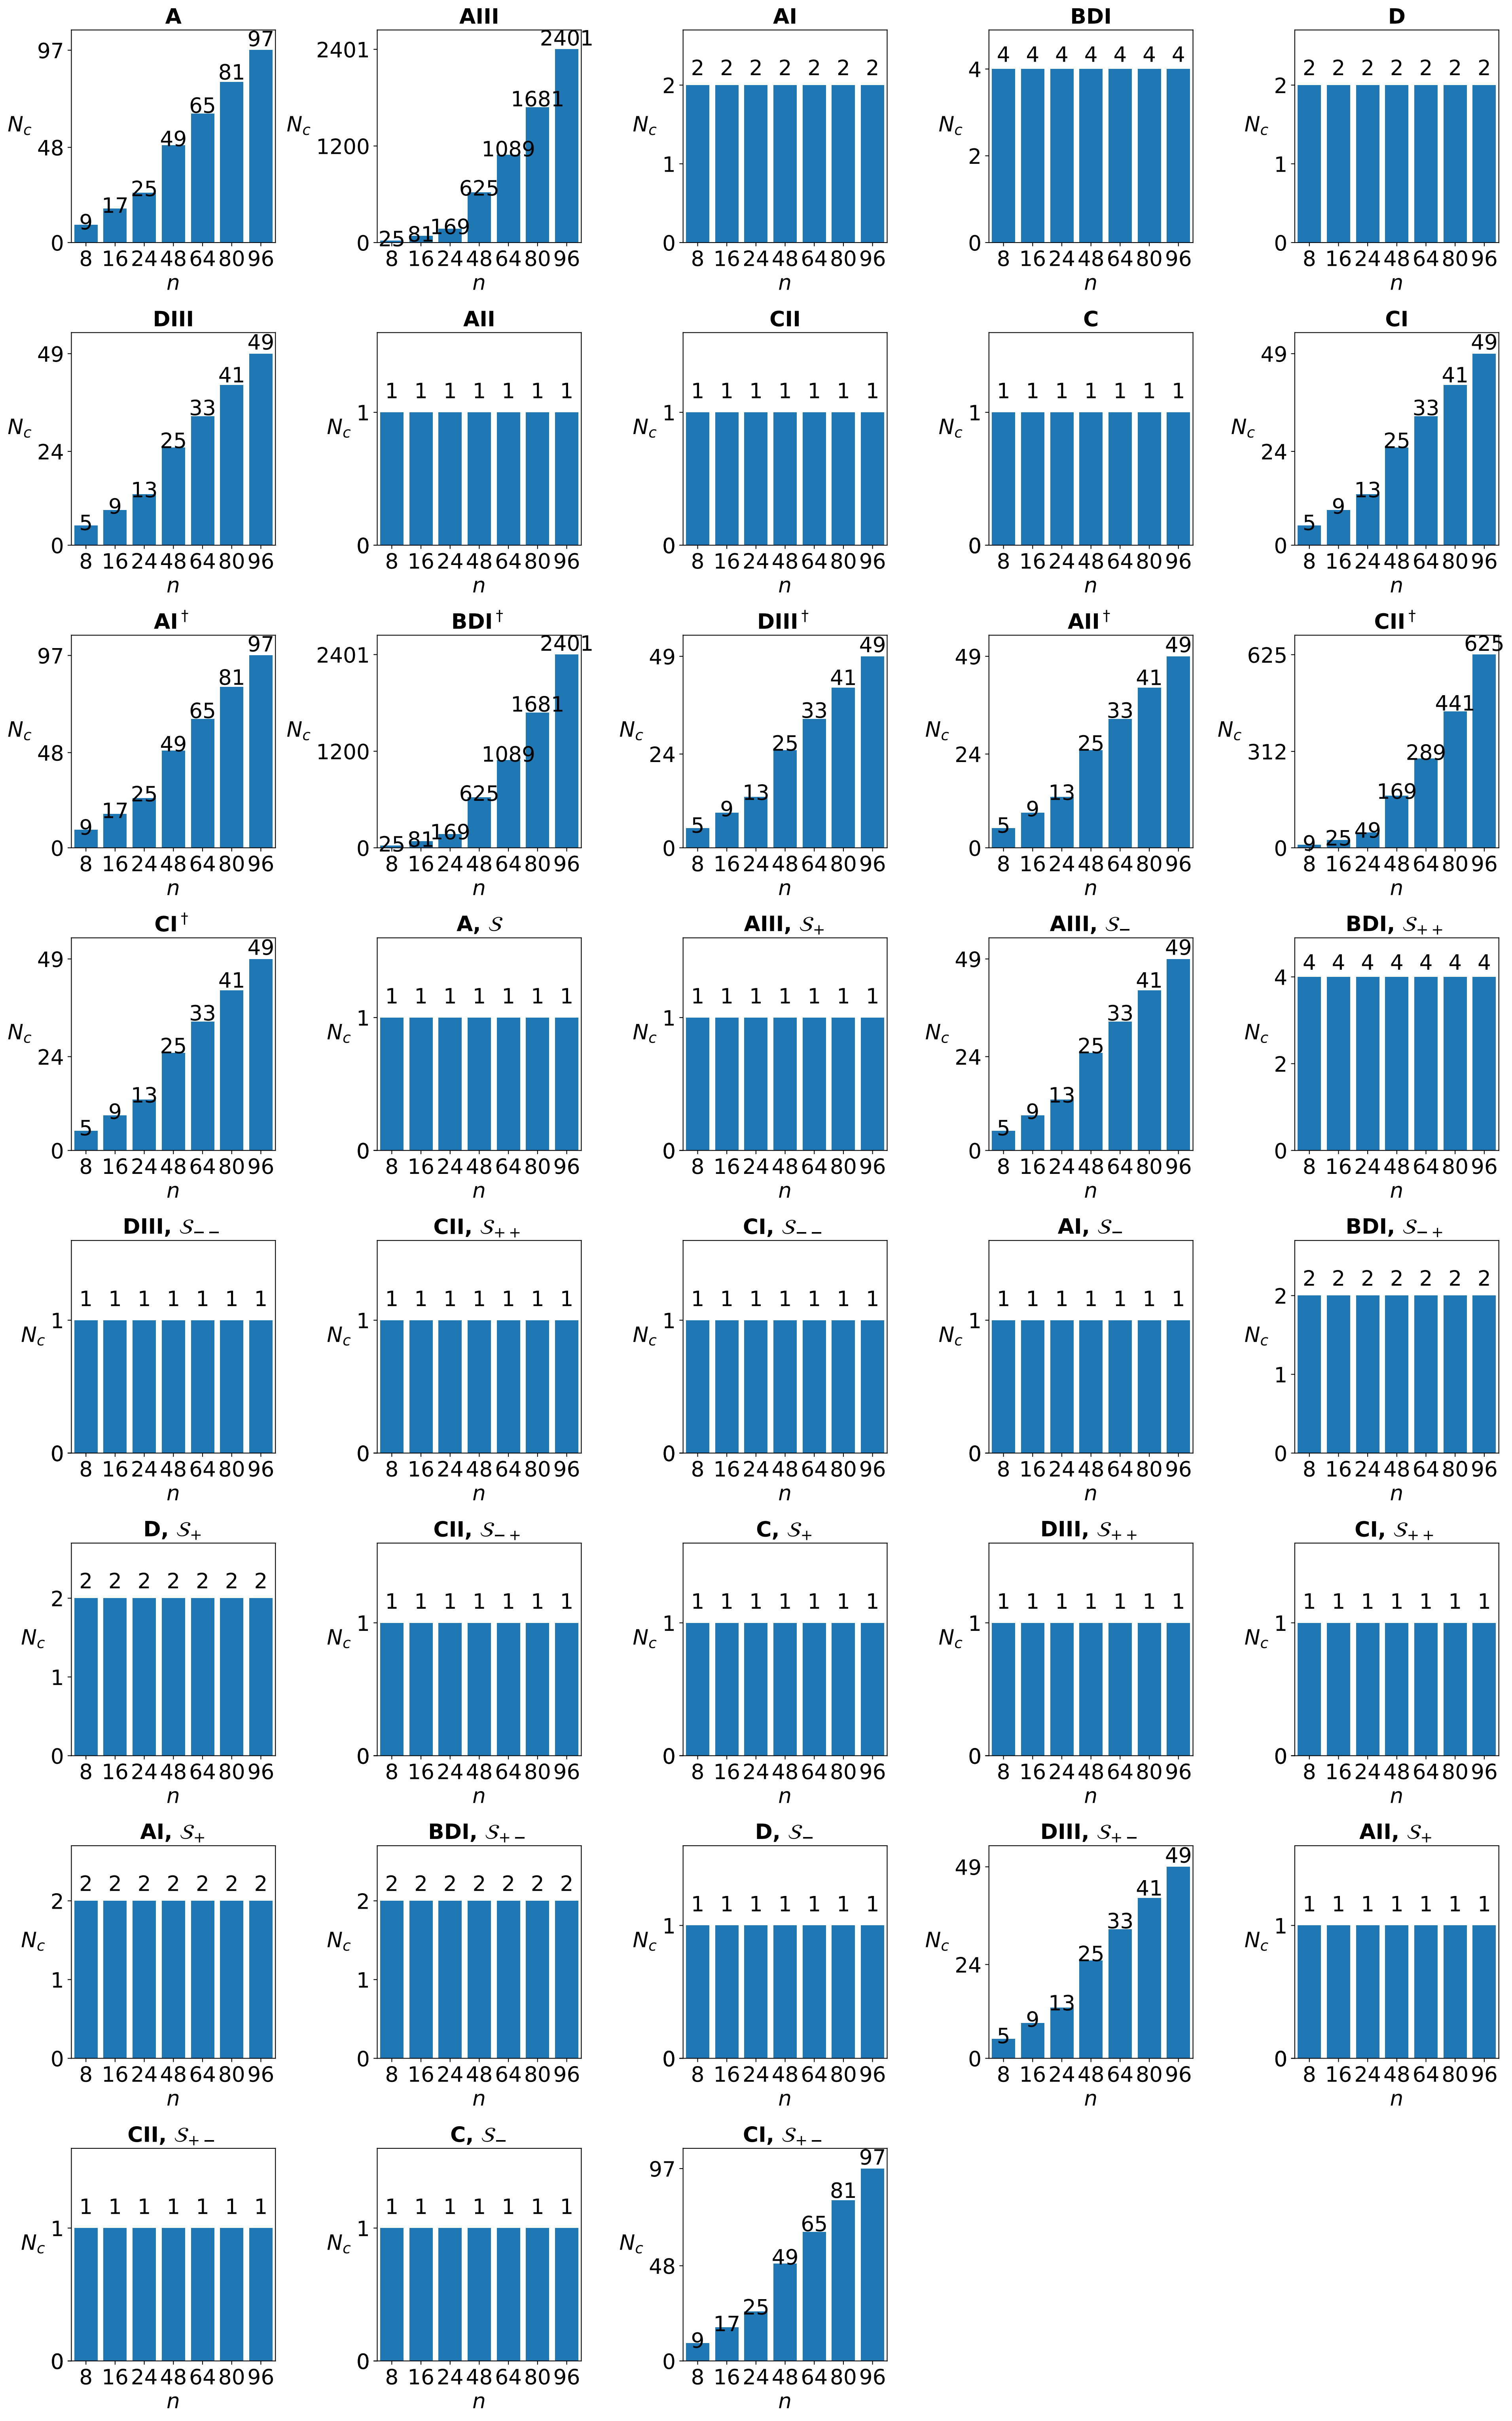 A
97
48
0
N_c
9 17 25 49 65 81 97
8 16 24 48 64 80 96
n
AIII
2401
1200
0
N_c
25 81 169 625 1089 1681 2401
8 16 24 48 64 80 96
n
AI
2
1
0
N_c
2 2 2 2 2 2 2
8 16 24 48 64 80 96
n
BDI
4
2
0
N_c
4 4 4 4 4 4 4
8 16 24 48 64 80 96
n
D
2
1
0
N_c
2 2 2 2 2 2 2
8 16 24 48 64 80 96
n
DIII
49
24
0
N_c
5 9 13 25 33 41 49
8 16 24 48 64 80 96
n
AII
1
0
N_c
1 1 1 1 1 1 1
8 16 24 48 64 80 96
n
CII
1
0
N_c
1 1 1 1 1 1 1
8 16 24 48 64 80 96
n
C
1
0
N_c
1 1 1 1 1 1 1
8 16 24 48 64 80 96
n
CI
49
24
0
N_c
5 9 13 25 33 41 49
8 16 24 48 64 80 96
n
AI†
97
48
0
N_c
9 17 25 49 65 81 97
8 16 24 48 64 80 96
n
BDI†
2401
1200
0
N_c
25 81 169 625 1089 1681 2401
8 16 24 48 64 80 96
n
DIII†
49
24
0
N_c
5 9 13 25 33 41 49
8 16 24 48 64 80 96
n
AII†
49
24
0
N_c
5 9 13 25 33 41 49
8 16 24 48 64 80 96
n
CII†
625
312
0
N_c
9 25 49 169 289 441 625
8 16 24 48 64 80 96
n
CI†
49
24
0
N_c
5 9 13 25 33 41 49
8 16 24 48 64 80 96
n
A, 𝒮
1
0
N_c
1 1 1 1 1 1 1
8 16 24 48 64 80 96
n
AIII, 𝒮₊
1
0
N_c
1 1 1 1 1 1 1
8 16 24 48 64 80 96
n
AIII, 𝒮₋
49
24
0
N_c
5 9 13 25 33 41 49
8 16 24 48 64 80 96
n
BDI, 𝒮₊₊
4
2
0
N_c
4 4 4 4 4 4 4
8 16 24 48 64 80 96
n
DIII, 𝒮₋₋
1
0
N_c
1 1 1 1 1 1 1
8 16 24 48 64 80 96
n
CII, 𝒮₊₊
1
0
N_c
1 1 1 1 1 1 1
8 16 24 48 64 80 96
n
CI, 𝒮₋₋
1
0
N_c
1 1 1 1 1 1 1
8 16 24 48 64 80 96
n
AI, 𝒮₋
1
0
N_c
1 1 1 1 1 1 1
8 16 24 48 64 80 96
n
BDI, 𝒮₋₊
2
1
0
N_c
2 2 2 2 2 2 2
8 16 24 48 64 80 96
n
D, 𝒮₊
2
1
0
N_c
2 2 2 2 2 2 2
8 16 24 48 64 80 96
n
CII, 𝒮₋₊
1
0
N_c
1 1 1 1 1 1 1
8 16 24 48 64 80 96
n
C, 𝒮₊
1
0
N_c
1 1 1 1 1 1 1
8 16 24 48 64 80 96
n
DIII, 𝒮₊₊
1
0
N_c
1 1 1 1 1 1 1
8 16 24 48 64 80 96
n
CI, 𝒮₊₊
1
0
N_c
1 1 1 1 1 1 1
8 16 24 48 64 80 96
n
AI, 𝒮₊
2
1
0
N_c
2 2 2 2 2 2 2
8 16 24 48 64 80 96
n
BDI, 𝒮₊₋
2
1
0
N_c
2 2 2 2 2 2 2
8 16 24 48 64 80 96
n
D, 𝒮₋
1
0
N_c
1 1 1 1 1 1 1
8 16 24 48 64 80 96
n
DIII, 𝒮₊₋
49
24
0
N_c
5 9 13 25 33 41 49
8 16 24 48 64 80 96
n
AII, 𝒮₊
1
0
N_c
1 1 1 1 1 1 1
8 16 24 48 64 80 96
n
CII, 𝒮₊₋
1
0
N_c
1 1 1 1 1 1 1
8 16 24 48 64 80 96
n
C, 𝒮₋
1
0
N_c
1 1 1 1 1 1 1
8 16 24 48 64 80 96
n
CI, 𝒮₊₋
97
48
0
N_c
9 17 25 49 65 81 97
8 16 24 48 64 80 96
n